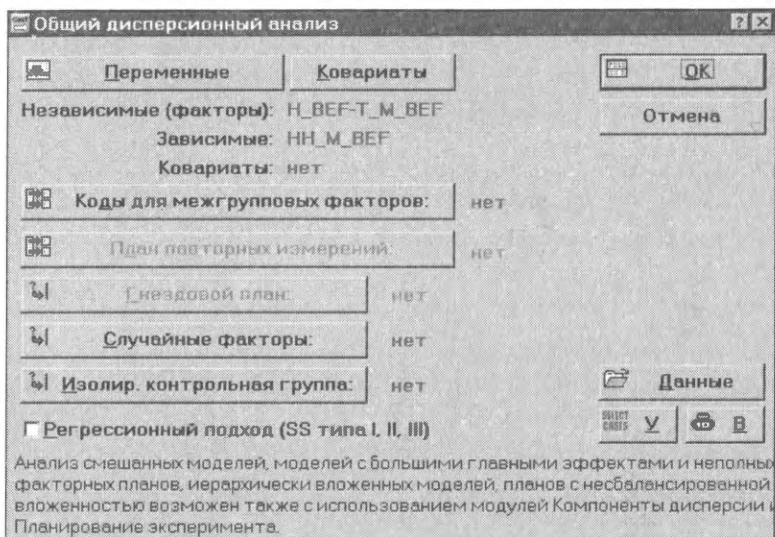 Общий дисперсионный анализ
Переменные Ковариаты OK
Независимые (факторы): H_BEF-T_M_BEF
Отмена
Зависимые: HH_M_BEF
Ковариаты: нет
Коды для межгрупповых факторов: нет
План повторных измерений: нет
Гнездовой план: нет
Случайные факторы: нет
Изолир. контрольная группа: нет
Данные
Регрессионный подход (SS типа I, II, III)
SELECT CASES У В
Анализ смешанных моделей, моделей с большими главными эффектами и неполных
факторных планов, иерархически вложенных моделей, планов с несбалансированной
вложенностью возможен также с использованием модулей Компоненты дисперсии и
Планирование эксперимента.